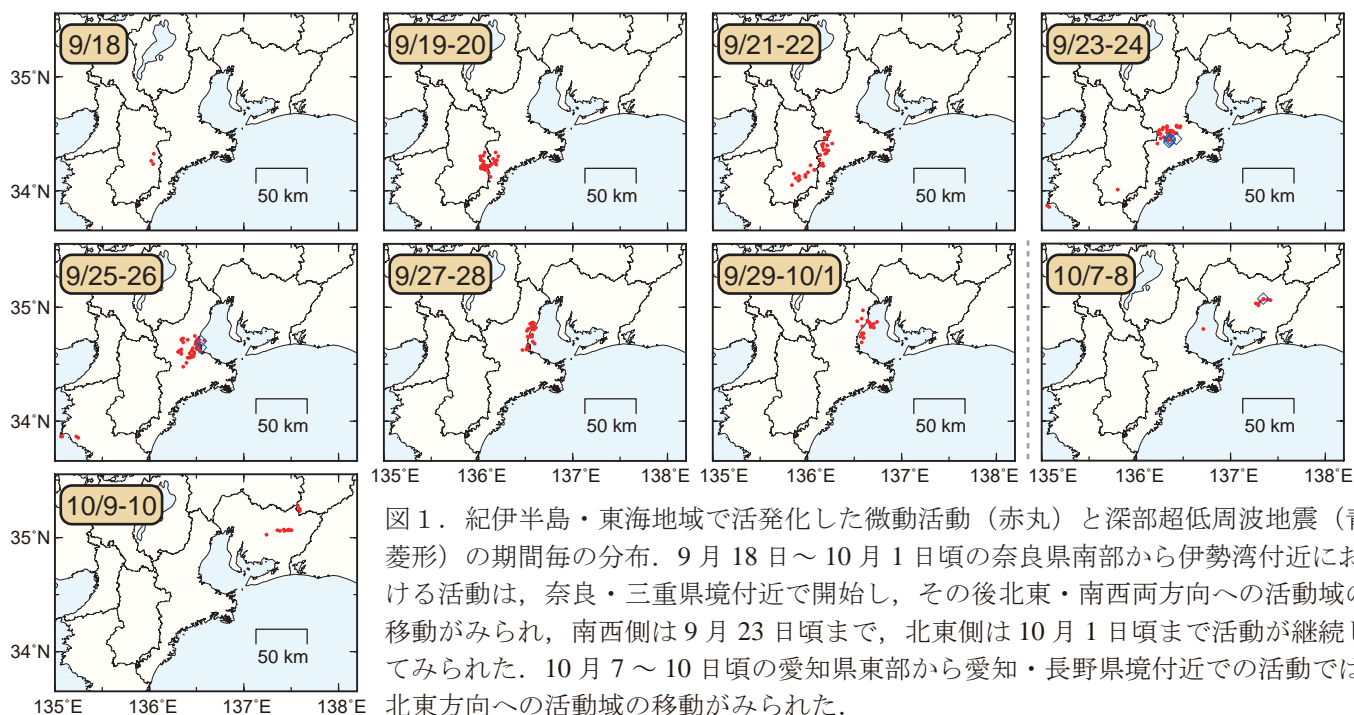 9/18
9/19-20
9/21-22
9/23-24
35˚N
34˚N
50 km
50 km
50 km
50 km
9/25-26
9/27-28
9/29-10/1
10/7-8
35˚N
34˚N
50 km
50 km
50 km
50 km
135˚E 136˚E 137˚E 138˚E
135˚E 136˚E 137˚E 138˚E
135˚E 136˚E 137˚E 138˚E
10/9-10
35˚N
34˚N
50 km
135˚E 136˚E 137˚E 138˚E
図1．紀伊半島・東海地域で活発化した微動活動（赤丸）と深部超低周波地震（青
菱形）の期間毎の分布．9月18日～10月1日頃の奈良県南部から伊勢湾付近にお
ける活動は，奈良・三重県境付近で開始し，その後北東・南西両方向への活動域の
移動がみられ，南西側は9月23日頃まで，北東側は10月1日頃まで活動が継続し
てみられた．10月7～10日頃の愛知県東部から愛知・長野県境付近での活動では
北東方向への活動域の移動がみられた．